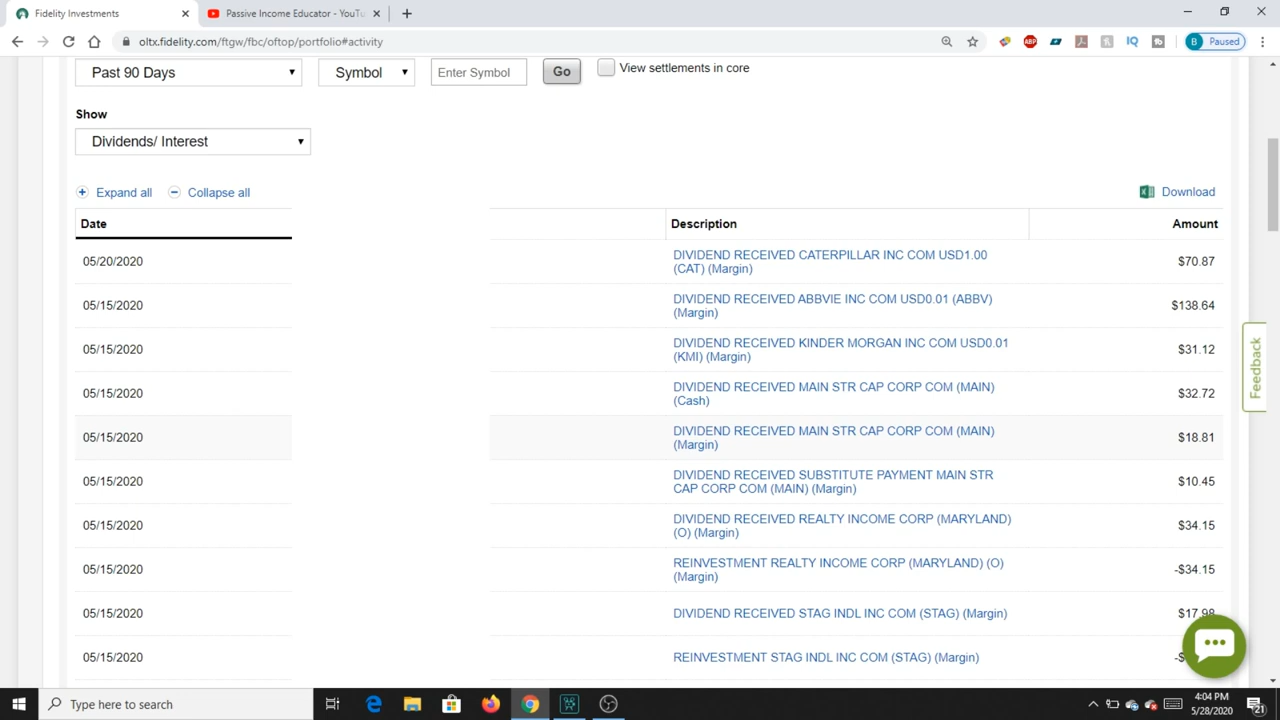 Fidelity Investments
Passive Income Educator - YouTu
oltx.fidelity.com/ftgw/fbc/oftop/portfolio#activity
ABP
IQ
B Paused
Past 90 Days
Symbol
Enter Symbol
Go
View settlements in core
Show
Dividends/ Interest
Expand all
Collapse all
Download
Date
Description
Amount
05/20/2020
DIVIDEND RECEIVED CATERPILLAR INC COM USD1.00
(CAT) (Margin)
$70.87
05/15/2020
DIVIDEND RECEIVED ABBVIE INC COM USD0.01 (ABBV)
(Margin)
$138.64
05/15/2020
DIVIDEND RECEIVED KINDER MORGAN INC COM USD0.01
(KMI) (Margin)
$31.12
05/15/2020
DIVIDEND RECEIVED MAIN STR CAP CORP COM (MAIN)
(Cash)
$32.72
05/15/2020
DIVIDEND RECEIVED MAIN STR CAP CORP COM (MAIN)
(Margin)
$18.81
05/15/2020
DIVIDEND RECEIVED SUBSTITUTE PAYMENT MAIN STR
CAP CORP COM (MAIN) (Margin)
$10.45
05/15/2020
DIVIDEND RECEIVED REALTY INCOME CORP (MARYLAND)
(O) (Margin)
$34.15
05/15/2020
REINVESTMENT REALTY INCOME CORP (MARYLAND) (O)
(Margin)
-$34.15
05/15/2020
DIVIDEND RECEIVED STAG INDL INC COM (STAG) (Margin)
$17.98
05/15/2020
REINVESTMENT STAG INDL INC COM (STAG) (Margin)
Feedback
Type here to search
4:04 PM
5/28/2020
21